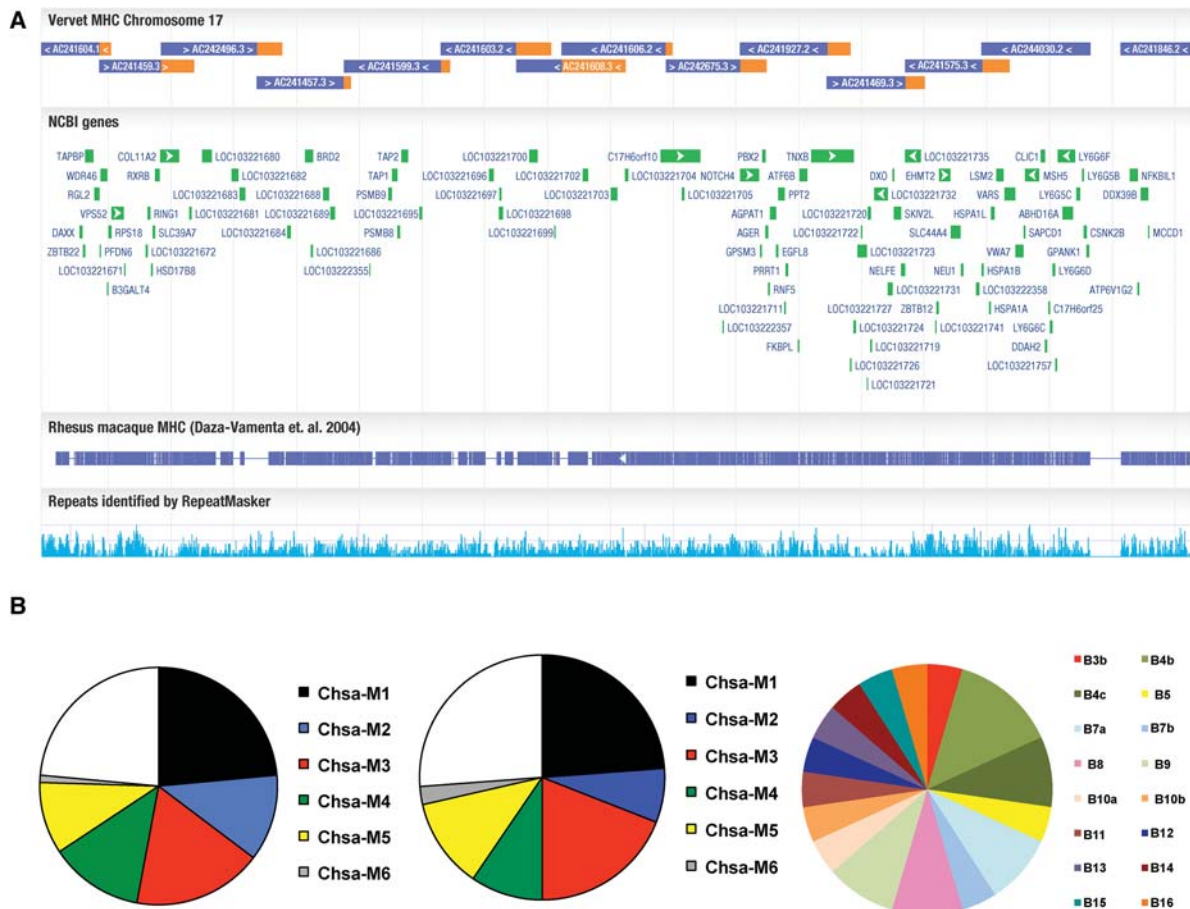 A
Vervet MHC Chromosome 17
< AC241604.1 <
> AC242496.3 >
< AC241603.2 <
< AC241606.2 <
> AC241927.2 >
< AC244030.2 <
< AC241846.2 <
> AC241459.3 >
< AC241599.3 <
< AC241608.3 <
> AC242675.3 >
> AC241575.3 >
> AC241457.3 >
> AC241469.3 >
NCBI genes
TAPBP COL11A2 LOC103221680 BRD2 TAP2 LOC103221700 C17H6orf10 PBX2 TNXB LOC103221735 CLIC1 LY6G6F
WDR46 RXRB LOC103221682 TAP1 LOC103221696 LOC103221702 LOC103221704 NOTCH4 ATF6B DXO EHMT2 LSM2 MSH5 LY6G5B NFKBIL1
RGL2 LOC103221683 LOC103221688 PSMB9 LOC103221697 LOC103221703 LOC103221705 PPT2 LOC103221732 VARS LY6G5C DDX39B
VPS52 RING1 LOC103221681 LOC103221689 LOC103221695 LOC103221698 AGPAT1 LOC103221720 SKIV2L HSPA1L ABHD16A
DAXX RPS18 SLC39A7 LOC103221684 PSMB8 LOC103221699 AGER LOC103221722 SLC44A4 SAPCD1 CSNK2B MCCD1
ZBTB22 PFDN6 LOC103221672 LOC103221686 GPSM3 EGFL8 LOC103221723 VWA7 GPANK1
LOC103221671 HSD17B8 LOC103222355 PRRT1 NELFE NEU1 HSPA1B LY6G6D
B3GALT4 RNF5 LOC103221731 LOC103222358 ATP6V1G2
LOC103221711 LOC103221727 ZBTB12 HSPA1A C17H6orf25
LOC103222357 LOC103221724 LOC103221741 LY6G6C
FKBPL LOC103221719 DDAH2
LOC103221726 LOC103221757
LOC103221721
Rhesus macaque MHC (Daza-Vamenta et. al. 2004)
Repeats identified by RepeatMasker
B
Chsa-M1
Chsa-M2
Chsa-M3
Chsa-M4
Chsa-M5
Chsa-M6
Chsa-M1
Chsa-M2
Chsa-M3
Chsa-M4
Chsa-M5
Chsa-M6
B3b B4b
B4c B5
B7a B7b
B8 B9
B10a B10b
B11 B12
B13 B14
B15 B16